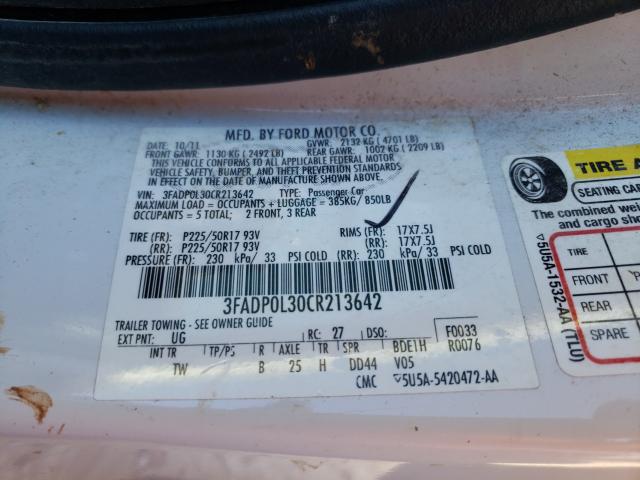 MFD. BY FORD MOTOR CO.
DATE: 10/11 GVWR: 2132 KG ( 4701 LB)
FRONT GAWR: 1130 KG ( 2492 LB) REAR GAWR: 1002 KG ( 2209 LB)
THIS VEHICLE CONFORMS TO ALL APPLICABLE FEDERAL MOTOR
VEHICLE SAFETY, BUMPER, AND THEFT PREVENTION STANDARDS
IN EFFECT ON THE DATE OF MANUFACTURE SHOWN ABOVE.
VIN: 3FADP0L30CR213642 TYPE: Passenger Car
MAXIMUM LOAD = OCCUPANTS + LUGGAGE = 385KG/ 850LB
OCCUPANTS = 5 TOTAL; 2 FRONT, 3 REAR
TIRE (FR): P225/50R17 93V RIMS (FR): 17X7.5J
(RR): P225/50R17 93V (RR): 17X7.5J
PRESSURE (FR): 230 kPa/ 33 PSI COLD (RR): 230 kPa/ 33 PSI COLD
3FADP0L30CR213642
TRAILER TOWING - SEE OWNER GUIDE
EXT PNT: UG RC: 27 DSO: F0033
INT TR TP/PS R AXLE TR SPR BDE1H R0076
TW B 25 H DD44 V05
CMC 5U5A-5420472-AA
TIRE A
SEATING CA
The combined wei
and cargo sho
TIRE
FRONT P
REAR
SPARE
5U5A-1532-AA (TLU)